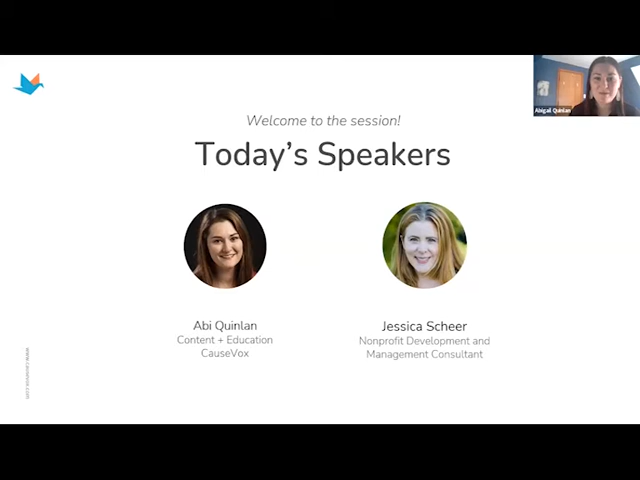 Abigail Quinlan
Welcome to the session!
Today's Speakers
Abi Quinlan
Content + Education
CauseVox
Jessica Scheer
Nonprofit Development and
Management Consultant